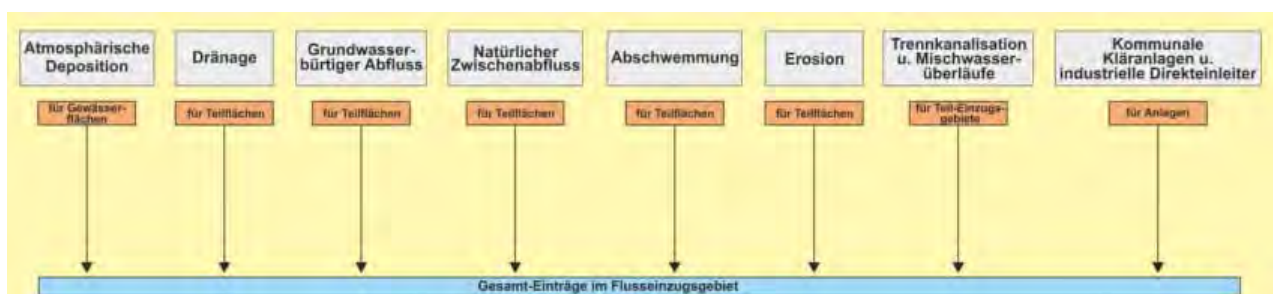 Atmosphärische
Deposition
Dränage
Grundwasser-
bürtiger Abfluss
Natürlicher
Zwischenabfluss
Abschwemmung
Erosion
Trennkanalisation
u. Mischwasser-
überläufe
Kommunale
Kläranlagen u.
industrielle Direkteinleiter
für Gewässer-
flächen
für Teilflächen
für Teilflächen
für Teilflächen
für Teilflächen
für Teilflächen
für Teil-Einzugs-
gebiete
für Anlagen
Gesamt-Einträge im Flusseinzugsgebiet